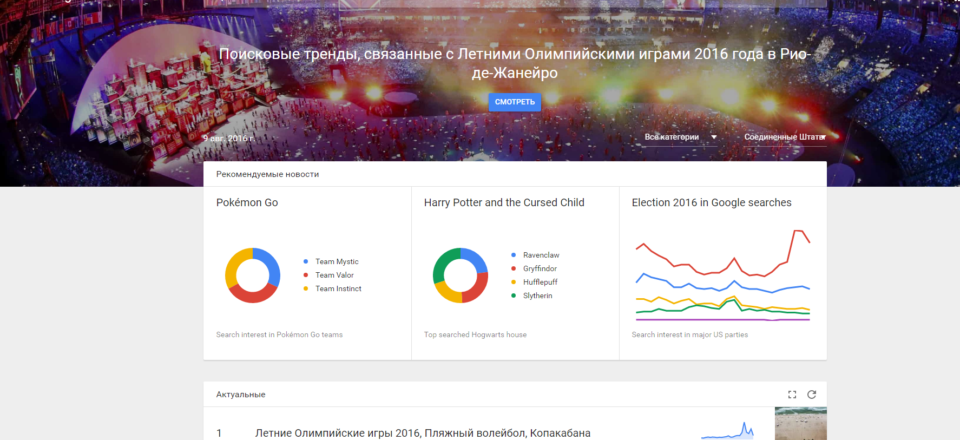 Поисковые тренды, связанные с Летними Олимпийскими играми 2016 года в Рио-
де-Жанейро
СМОТРЕТЬ
9 авг. 2016 г.
Все категории
Соединенные Штаты
Рекомендуемые новости
Pokémon Go
Team Mystic
Team Valor
Team Instinct
Search interest in Pokémon Go teams
Harry Potter and the Cursed Child
Ravenclaw
Gryffindor
Hufflepuff
Slytherin
Top searched Hogwarts house
Election 2016 in Google searches
Search interest in major US parties
Актуальные
1
Летние Олимпийские игры 2016, Пляжный волейбол, Копакабана